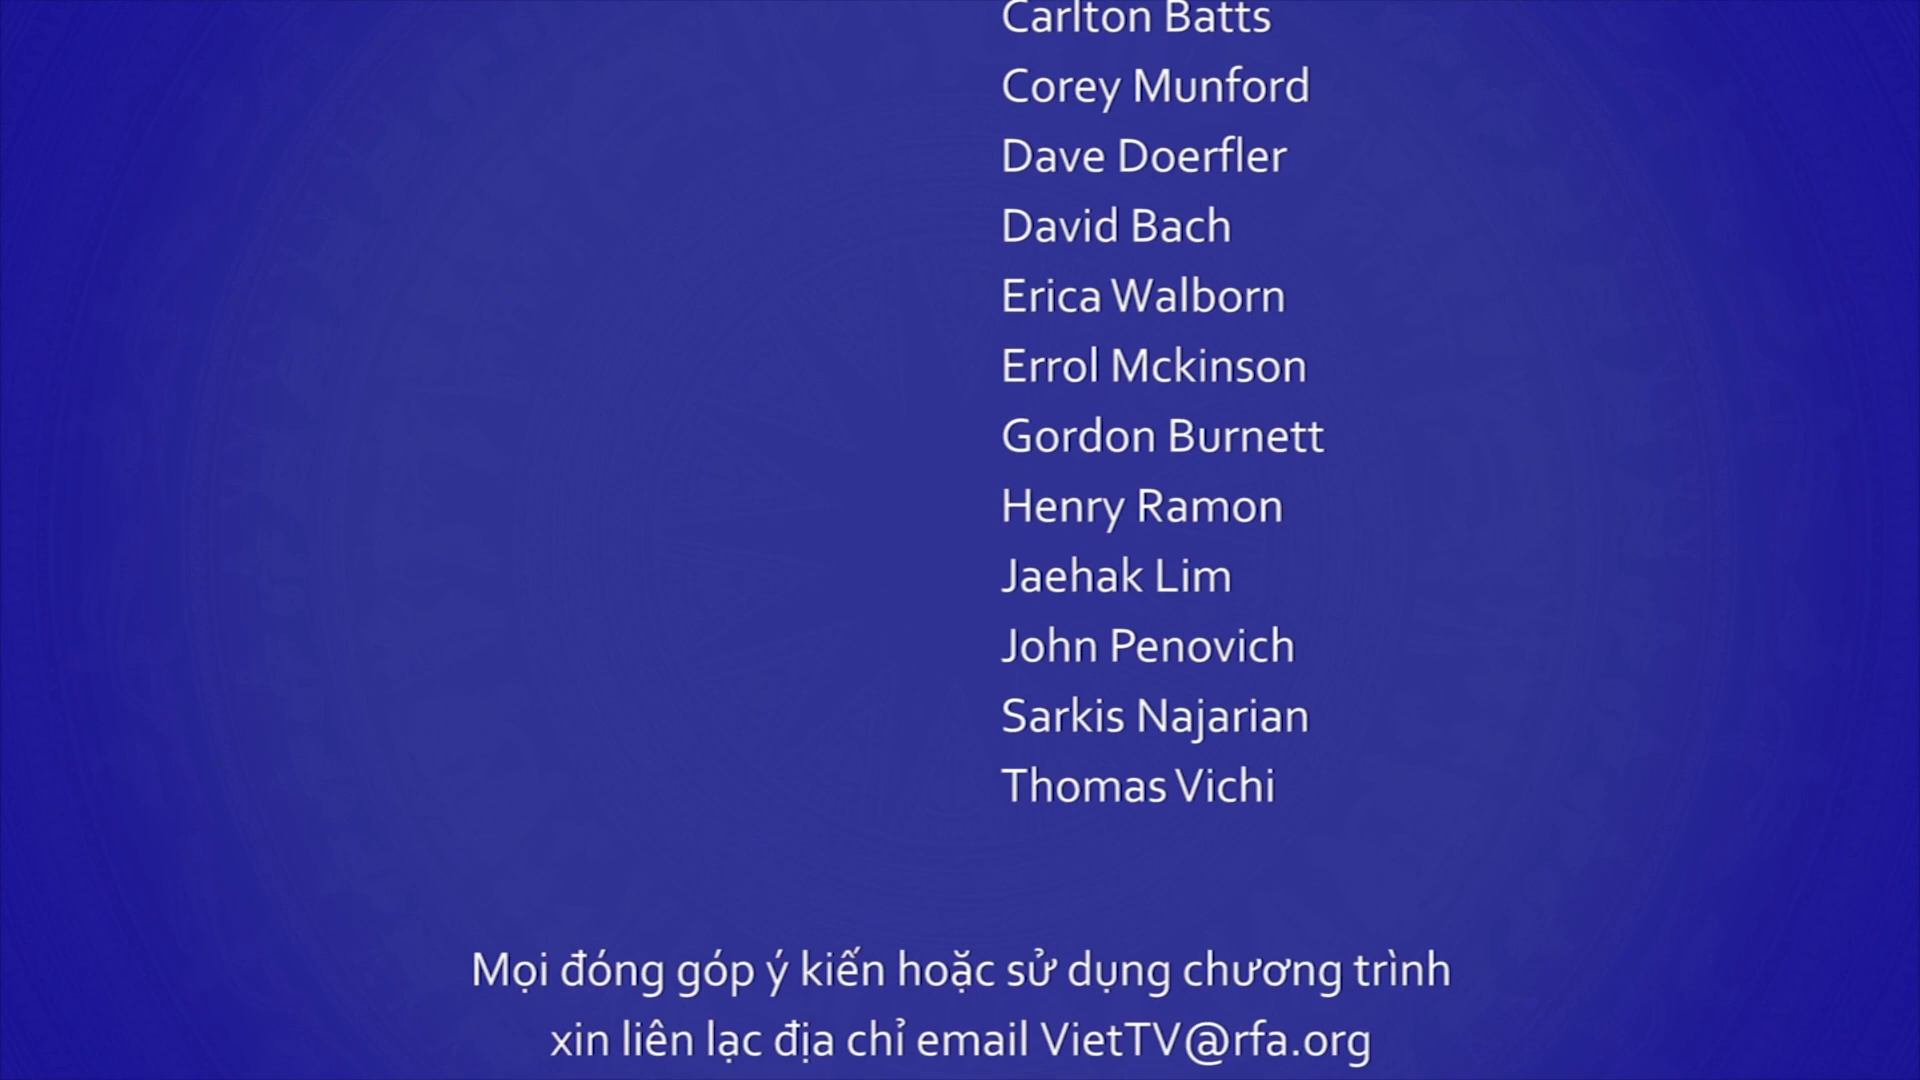 Carlton Batts
Corey Munford
Dave Doerfler
David Bach
Erica Walborn
Errol Mckinson
Gordon Burnett
Henry Ramon
Jaehak Lim
John Penovich
Sarkis Najarian
Thomas Vichi
Mọi đóng góp ý kiến hoặc sử dụng chương trình
xin liên lạc địa chỉ email VietTV@rfa.org